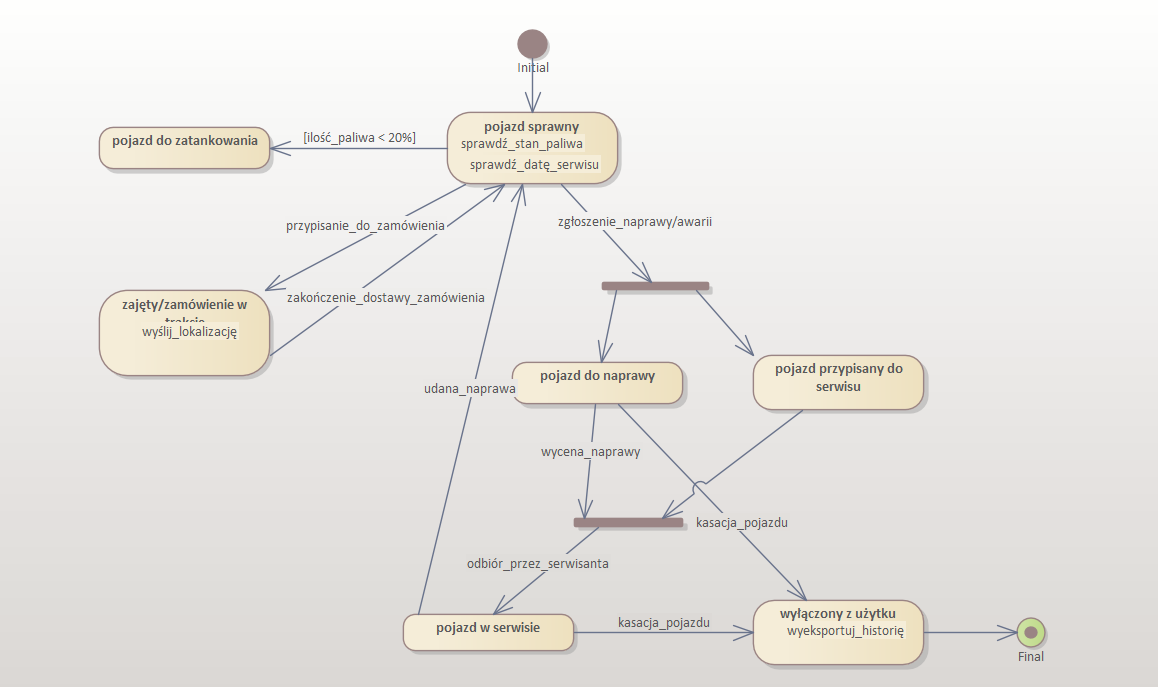 Initial
pojazd sprawny
sprawdź_stan_paliwa
sprawdź_datę_serwisu
[ilość_paliwa < 20%]
pojazd do zatankowania
przypisanie_do_zamówienia
zgłoszenie_naprawy/awarii
zajęty/zamówienie w
trakcie
wyślij_lokalizację
zakończenie_dostawy_zamówienia
pojazd do naprawy
pojazd przypisany do
serwisu
udana_naprawa
wycena_naprawy
kasacja_pojazdu
odbiór_przez_serwisanta
pojazd w serwisie
kasacja_pojazdu
wyłączony z użytku
wyeksportuj_historię
Final